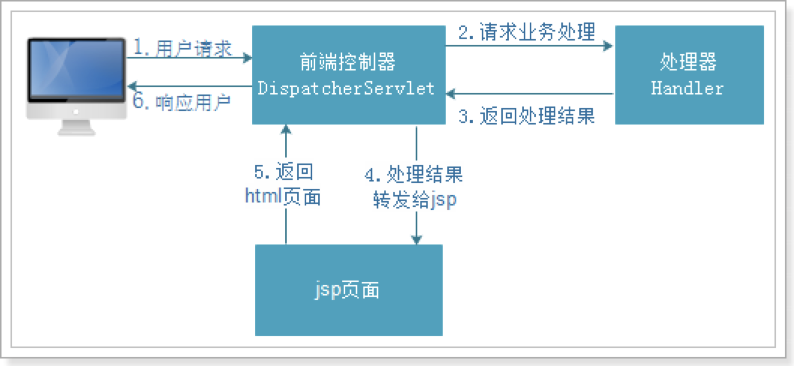 1.用户请求
6.响应用户
前端控制器
DispatcherServlet
2.请求业务处理
3.返回处理结果
处理器
Handler
5.返回
html页面
4.处理结果
转发给jsp
jsp页面